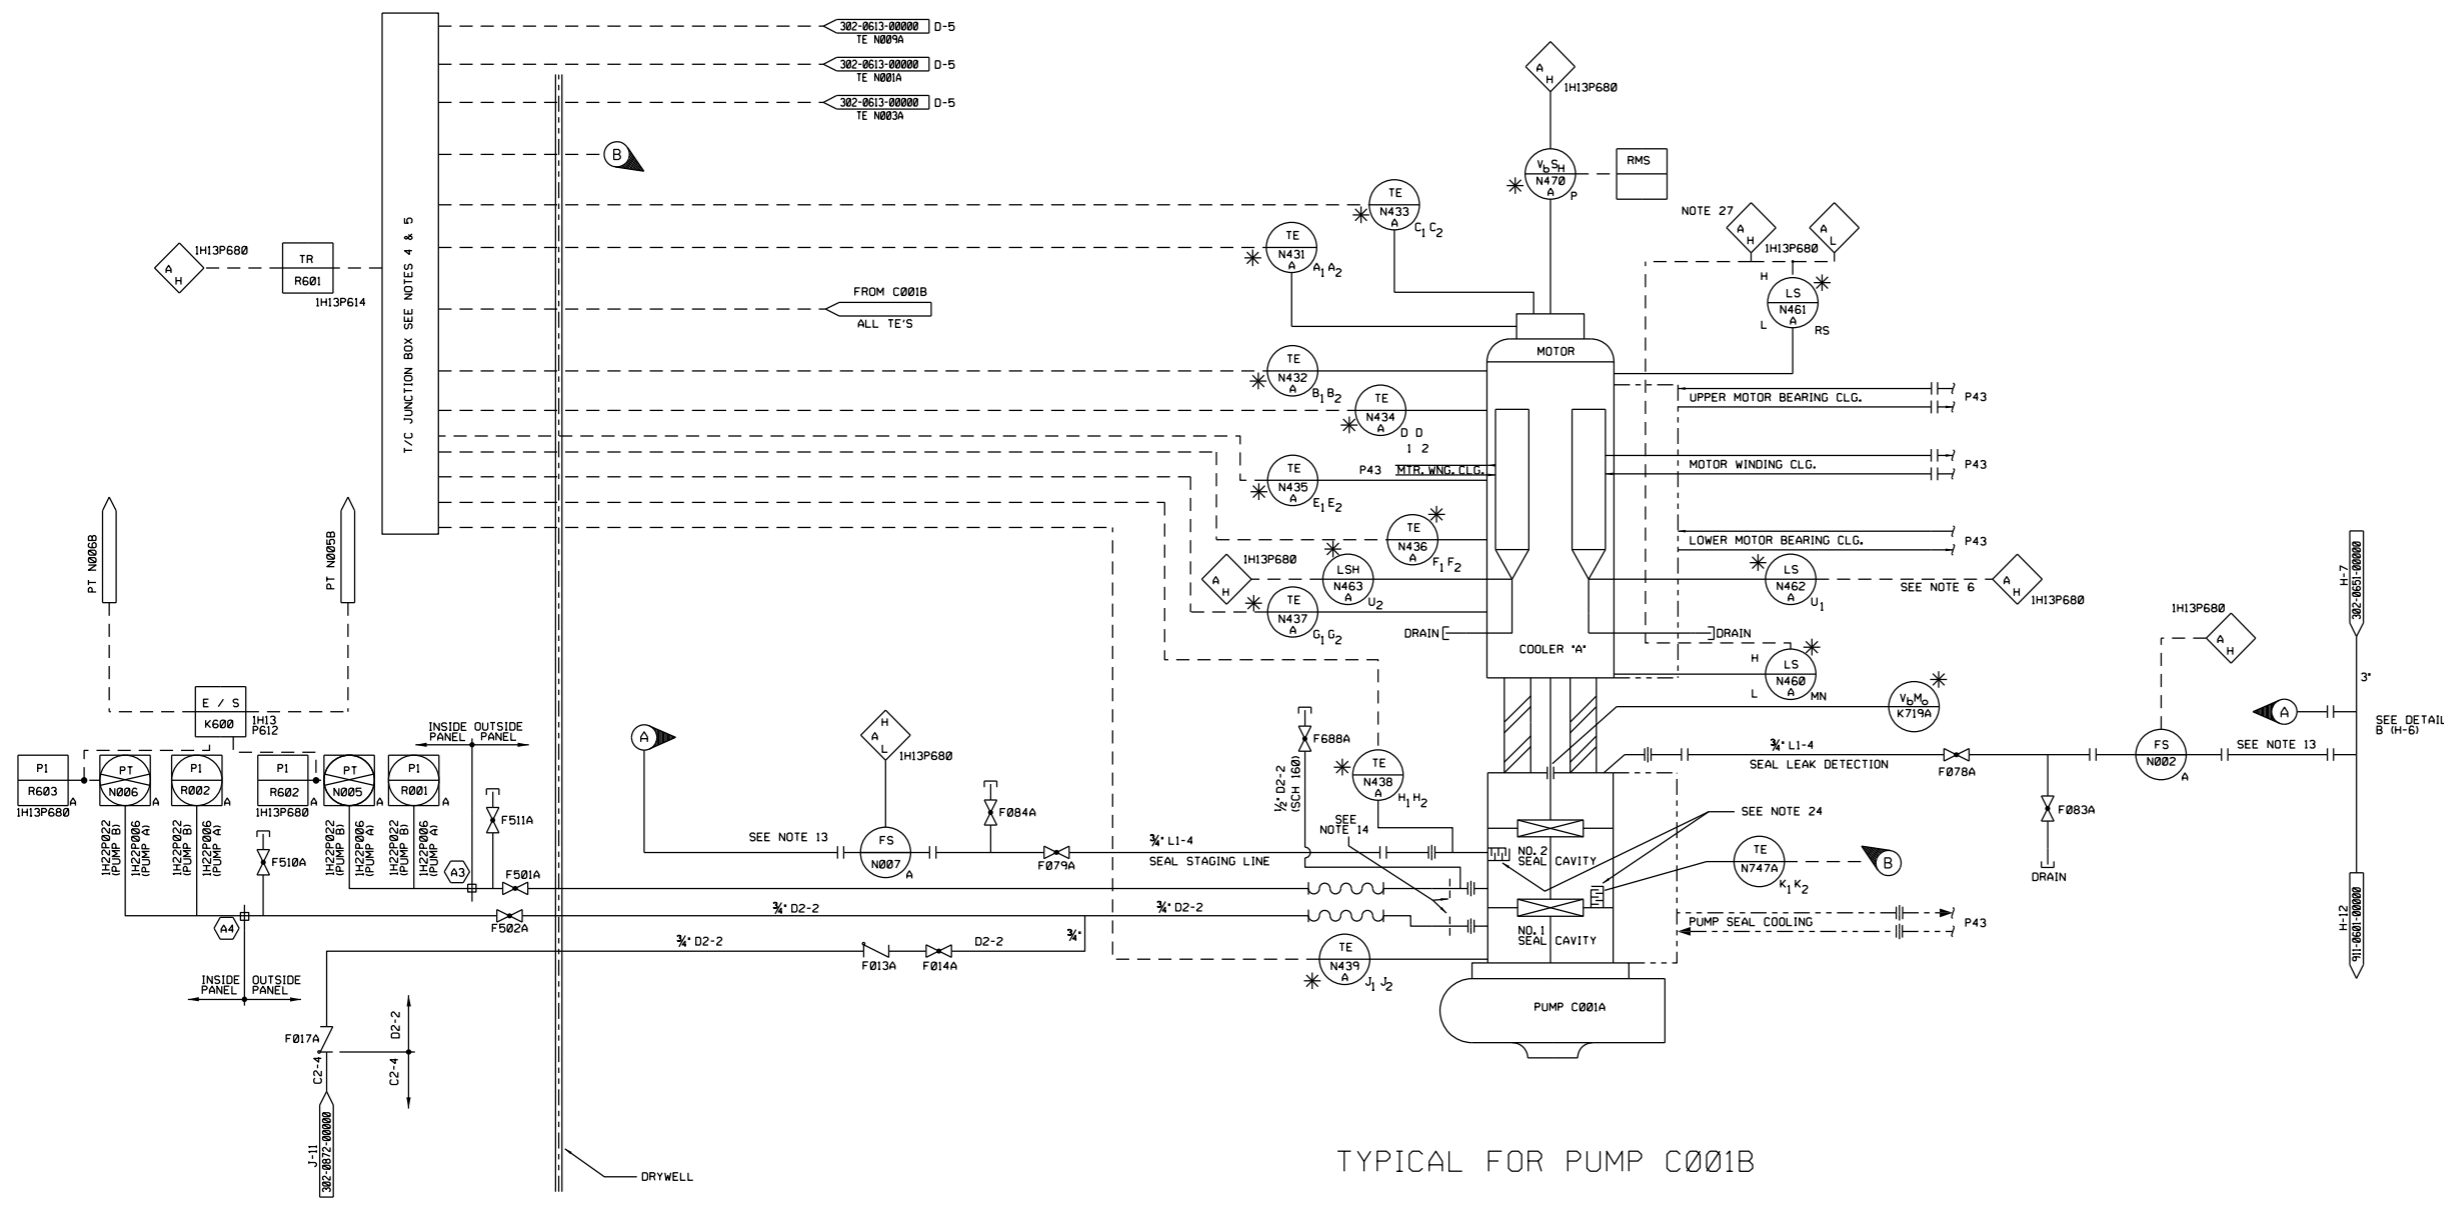 302-0613-00000 D-5
TE N009A
302-0613-00000 D-5
TE N001A
302-0613-00000 D-5
TE N003A
B
T/C JUNCTION BOX SEE NOTES 4 & 5
A
H
1H13P680
TR
R601
1H13P614
FROM C001B
ALL TE'S
A
H
1H13P680
VbSH
N470
A
P
RMS
TE
N433
A
C1 C2
TE
N431
A
A1 A2
NOTE 27
A
H
1H13P680
A
L
H
LS
N461
A
L
RS
MOTOR
TE
N432
A
B1 B2
TE
N434
A
D D
1 2
UPPER MOTOR BEARING CLG.
P43
P43
MTR. WNG. CLG.
MOTOR WINDING CLG.
P43
TE
N435
A
E1 E2
TE
N436
A
F1 F2
LOWER MOTOR BEARING CLG.
P43
1H13P680
A
H
LSH
N463
A
U2
LS
N462
A
U1
SEE NOTE 6
A
H
1H13P680
TE
N437
A
G1 G2
DRAIN
DRAIN
COOLER "A"
H
LS
N460
A
L
MN
VbMo
K719A
1H13P680
A
H
H-7
302-0651-00000
3"
A
SEE DETAIL
B (H-6)
PT N006B
PT N005B
E / S
K600
1H13
P612
INSIDE
PANEL
OUTSIDE
PANEL
P1
R603
A
1H13P680
PT
N006
A
P1
R002
A
P1
R602
A
1H13P680
PT
N005
A
P1
R001
A
1H22P022
(PUMP B)
1H22P006
(PUMP A)
1H22P022
(PUMP B)
1H22P006
(PUMP A)
1H22P022
(PUMP B)
1H22P006
(PUMP A)
1H22P022
(PUMP B)
1H22P006
(PUMP A)
F510A
F511A
A3
F501A
A4
F502A
INSIDE
PANEL
OUTSIDE
PANEL
A
H
A
L
1H13P680
SEE NOTE 13
FS
N007
A
F084A
F079A
3/4" L1-4
SEAL STAGING LINE
F688A
1/2" D2-2
(SCH 160)
SEE
NOTE 14
TE
N438
A
H1 H2
3/4" L1-4
SEAL LEAK DETECTION
F078A
FS
N002
A
SEE NOTE 13
F083A
DRAIN
SEE NOTE 24
NO. 2
SEAL CAVITY
TE
N747A
K1 K2
B
NO. 1
SEAL CAVITY
PUMP SEAL COOLING
P43
H-12
911-0601-00000
3/4" D2-2
3/4" D2-2
3/4" D2-2
3/4"
F013A
F014A
D2-2
TE
N439
A
J1 J2
PUMP C001A
F017A
C2-4
D2-2
C2-4
J-11
302-0872-00000
DRYWELL
TYPICAL FOR PUMP C001B